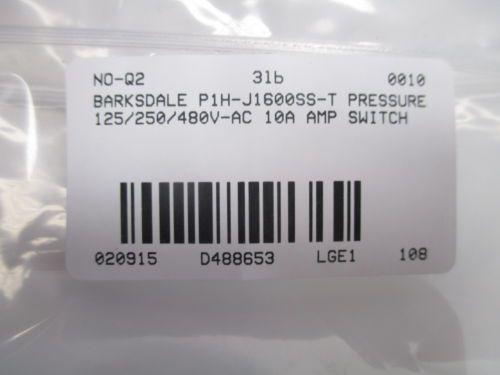 NO-Q2 3lb 0010
BARKSDALE P1H-J1600SS-T PRESSURE
125/250/480V-AC 10A AMP SWITCH
020915 D488653 LGE1 108